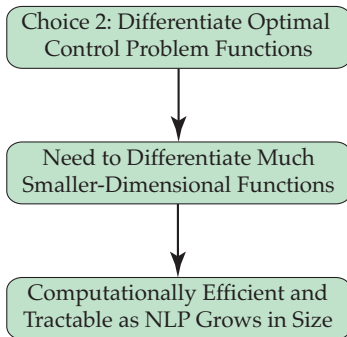 Choice 2: Differentiate Optimal
Control Problem Functions
Need to Differentiate Much
Smaller-Dimensional Functions
Computationally Efficient and
Tractable as NLP Grows in Size